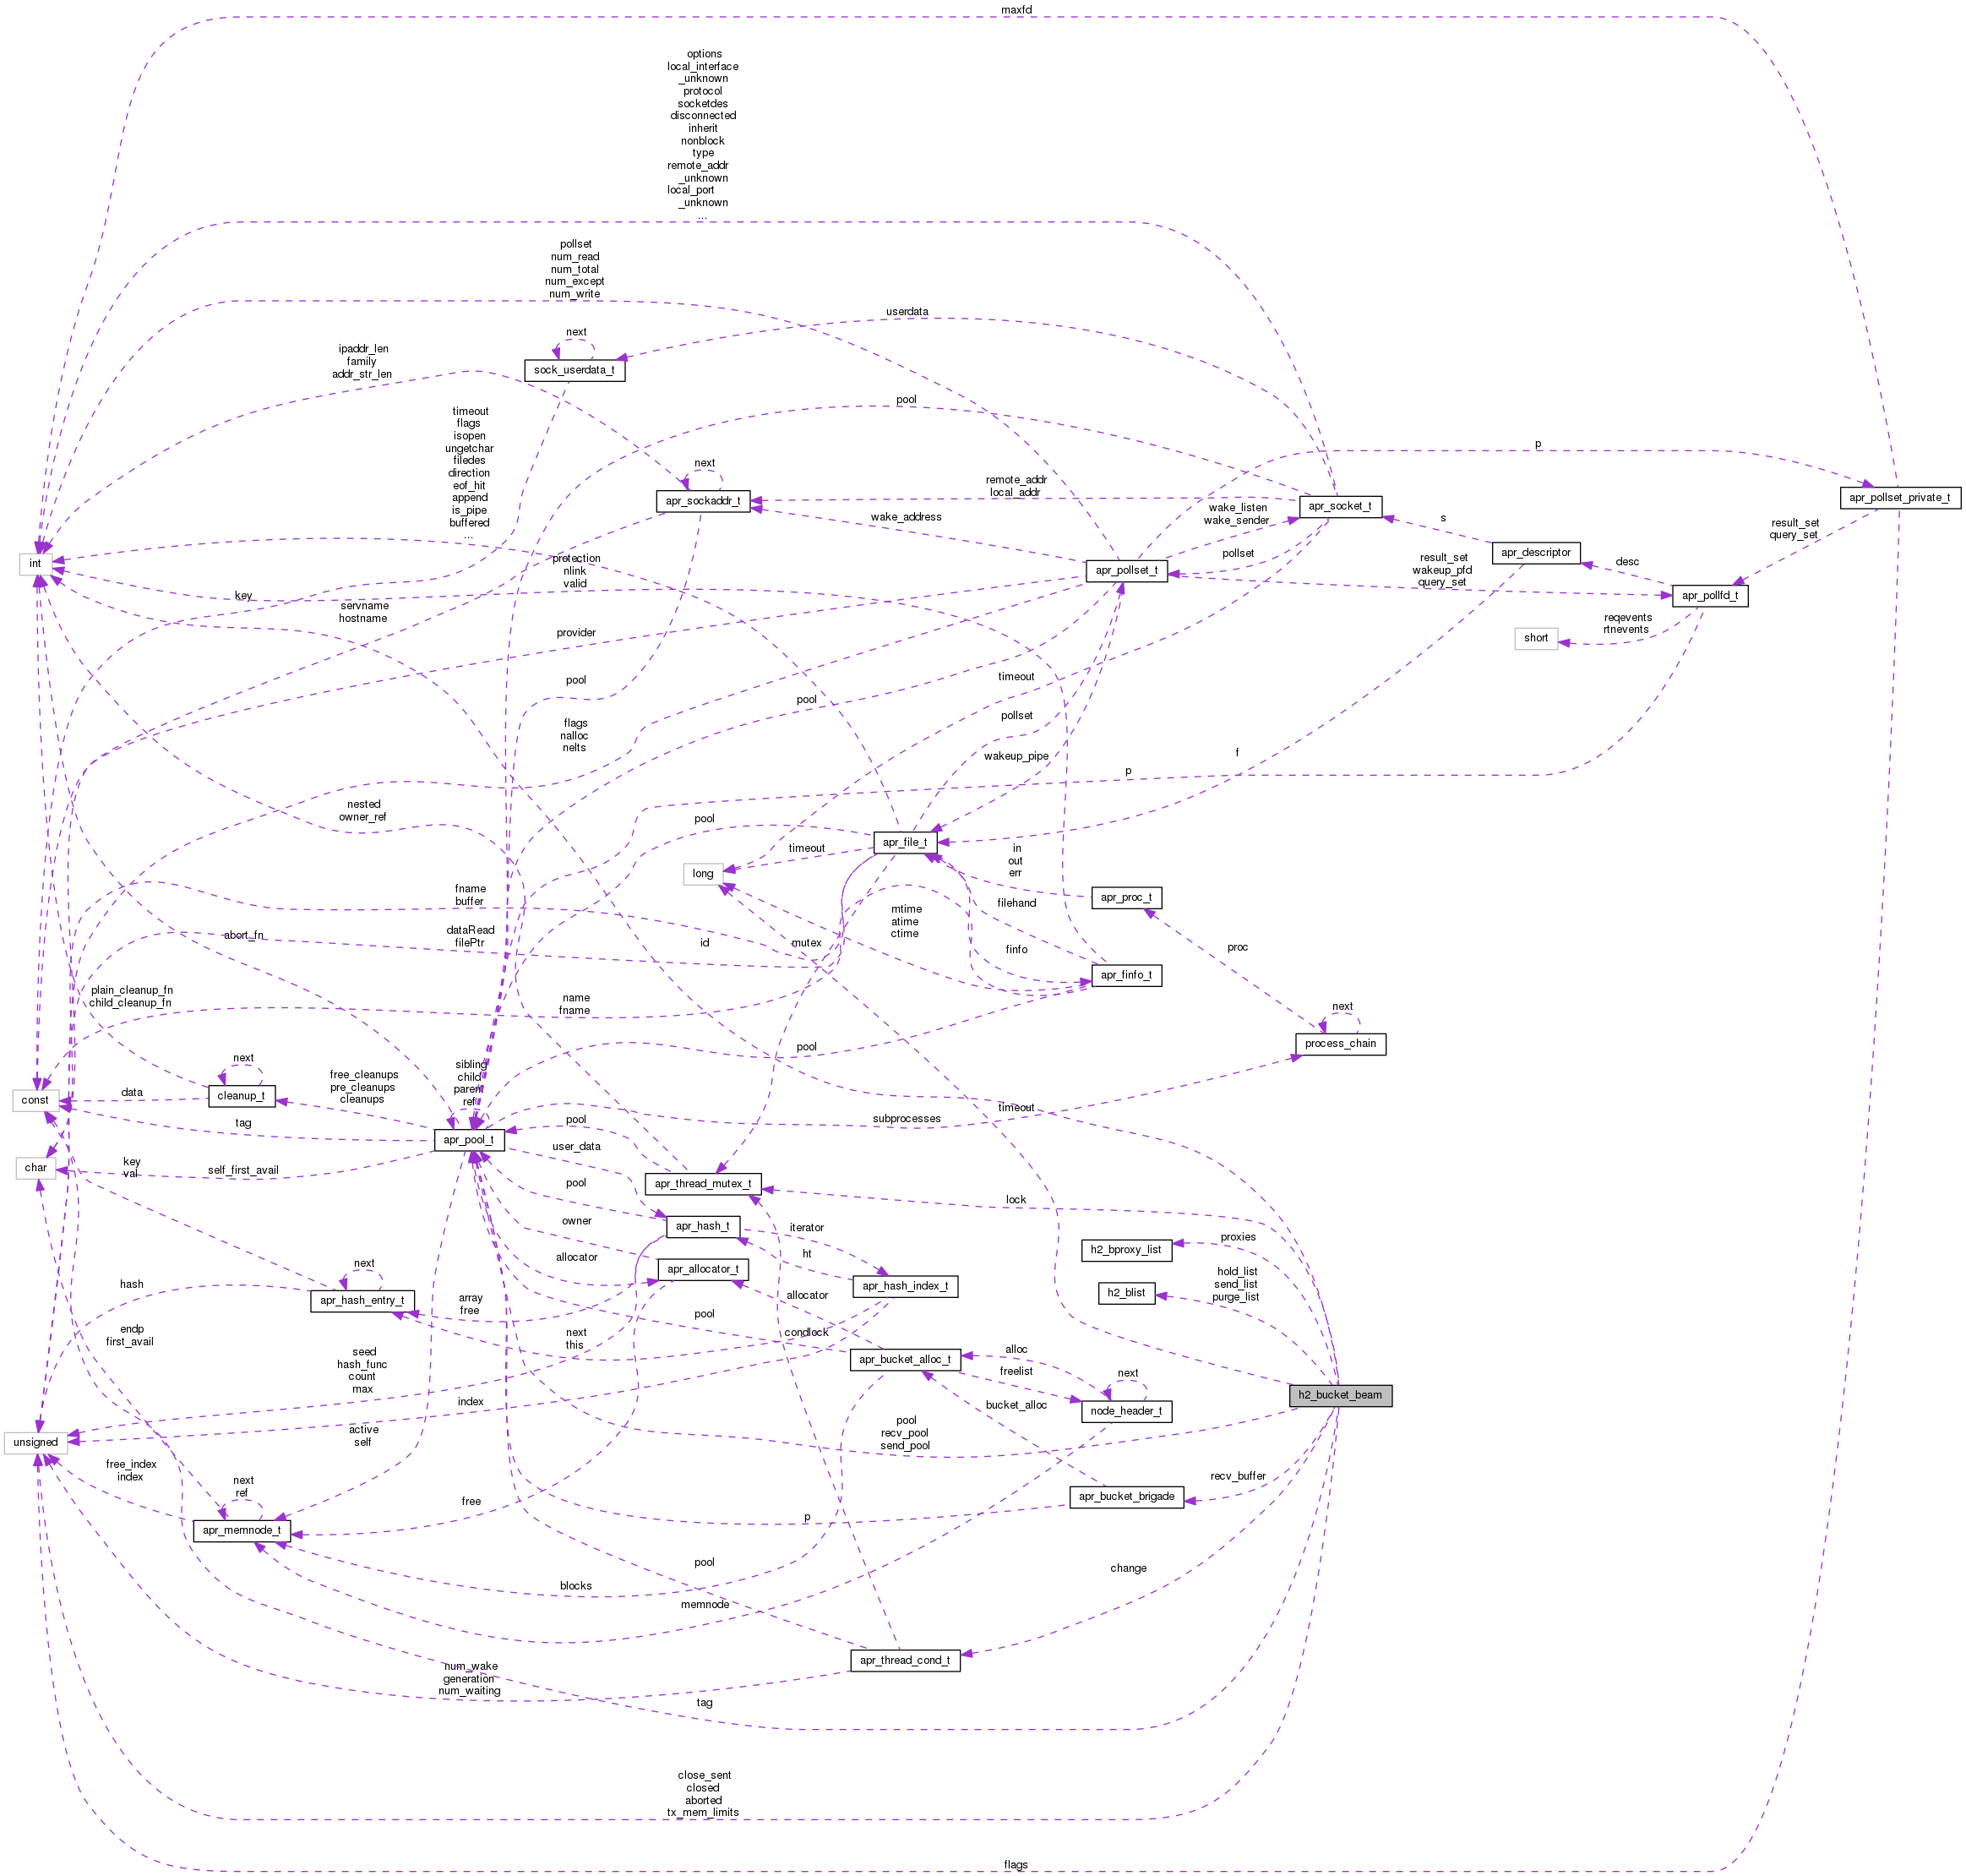 maxfd
options
local_interface
_unknown
protocol
socketdes
disconnected
inherit
nonblock
type
remote_addr
_unknown
local_port
_unknown
...
pollset
num_read
num_total
num_except
num_write
userdata
next
sock_userdata_t
ipaddr_len
family
addr_str_len
pool
timeout
flags
isopen
ungetchar
filedes
direction
eof_hit
append
is_pipe
buffered
...
p
next
apr_sockaddr_t
remote_addr
local_addr
apr_socket_t
apr_pollset_private_t
wake_listen
wake_sender
wake_address
s
result_set
query_set
int
protection
nlink
valid
apr_pollset_t
pollset
apr_descriptor
result_set
wakeup_pfd
query_set
desc
apr_pollfd_t
key
servname
hostname
provider
short
reqevents
rtnevents
pool
timeout
pool
flags
nalloc
nelts
pollset
wakeup_pipe
f
p
nested
owner_ref
pool
apr_file_t
timeout
long
in
out
err
apr_proc_t
fname
buffer
mtime
atime
ctime
filehand
abort_fn
dataRead
filePtr
id
mutex
finfo
apr_finfo_t
proc
plain_cleanup_fn
child_cleanup_fn
name
fname
next
process_chain
pool
next
cleanup_t
data
const
free_cleanups
pre_cleanups
cleanups
sibling
child
parent
ref
tag
apr_pool_t
pool
subprocesses
timeout
user_data
char
key
val
self_first_avail
pool
apr_thread_mutex_t
lock
owner
apr_hash_t
iterator
h2_bproxy_list
proxies
allocator
ht
next
apr_allocator_t
apr_hash_index_t
h2_blist
hold_list
send_list
purge_list
hash
apr_hash_entry_t
array
free
allocator
pool
endp
first_avail
next
this
condlock
seed
hash_func
count
max
apr_bucket_alloc_t
alloc
freelist
next
h2_bucket_beam
index
bucket_alloc
node_header_t
unsigned
active
self
pool
recv_pool
send_pool
free_index
index
next
ref
recv_buffer
free
apr_bucket_brigade
p
apr_memnode_t
pool
change
blocks
memnode
apr_thread_cond_t
num_wake
generation
num_waiting
tag
close_sent
closed
aborted
tx_mem_limits
flags